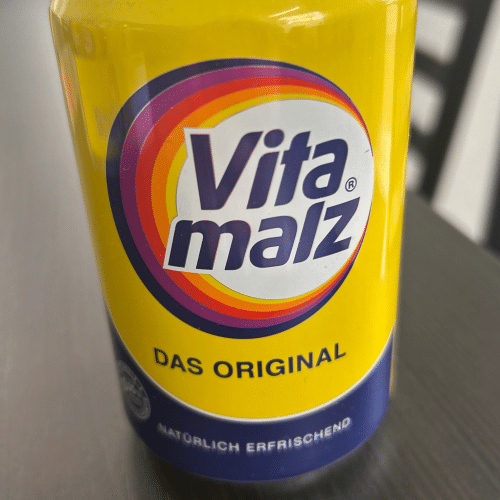 Vita
malz®
DAS ORIGINAL
NATÜRLICH ERFRISCHEND